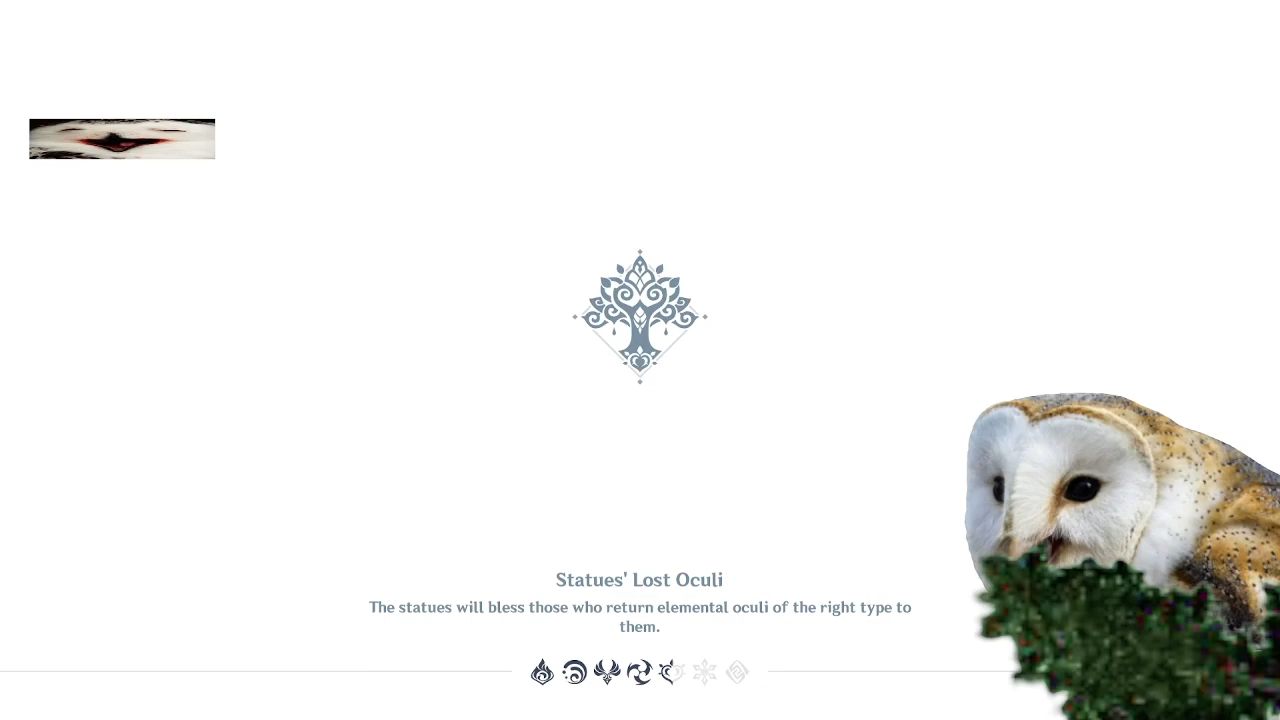 Statues' Lost Oculi
The statues will bless those who return elemental oculi of the right type to
them.